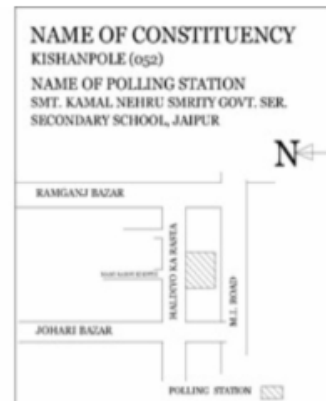 NAME OF CONSTITUENCY
KISHANPOLE (052)
NAME OF POLLING STATION
SMT. KAMAL NEHRU SMRITY GOVT. SER.
SECONDARY SCHOOL, JAIPUR
N
RAMGANJ BAZAR
HALDIYO KA RASTA
M.I. ROAD
JOHARI BAZAR
POLLING STATION